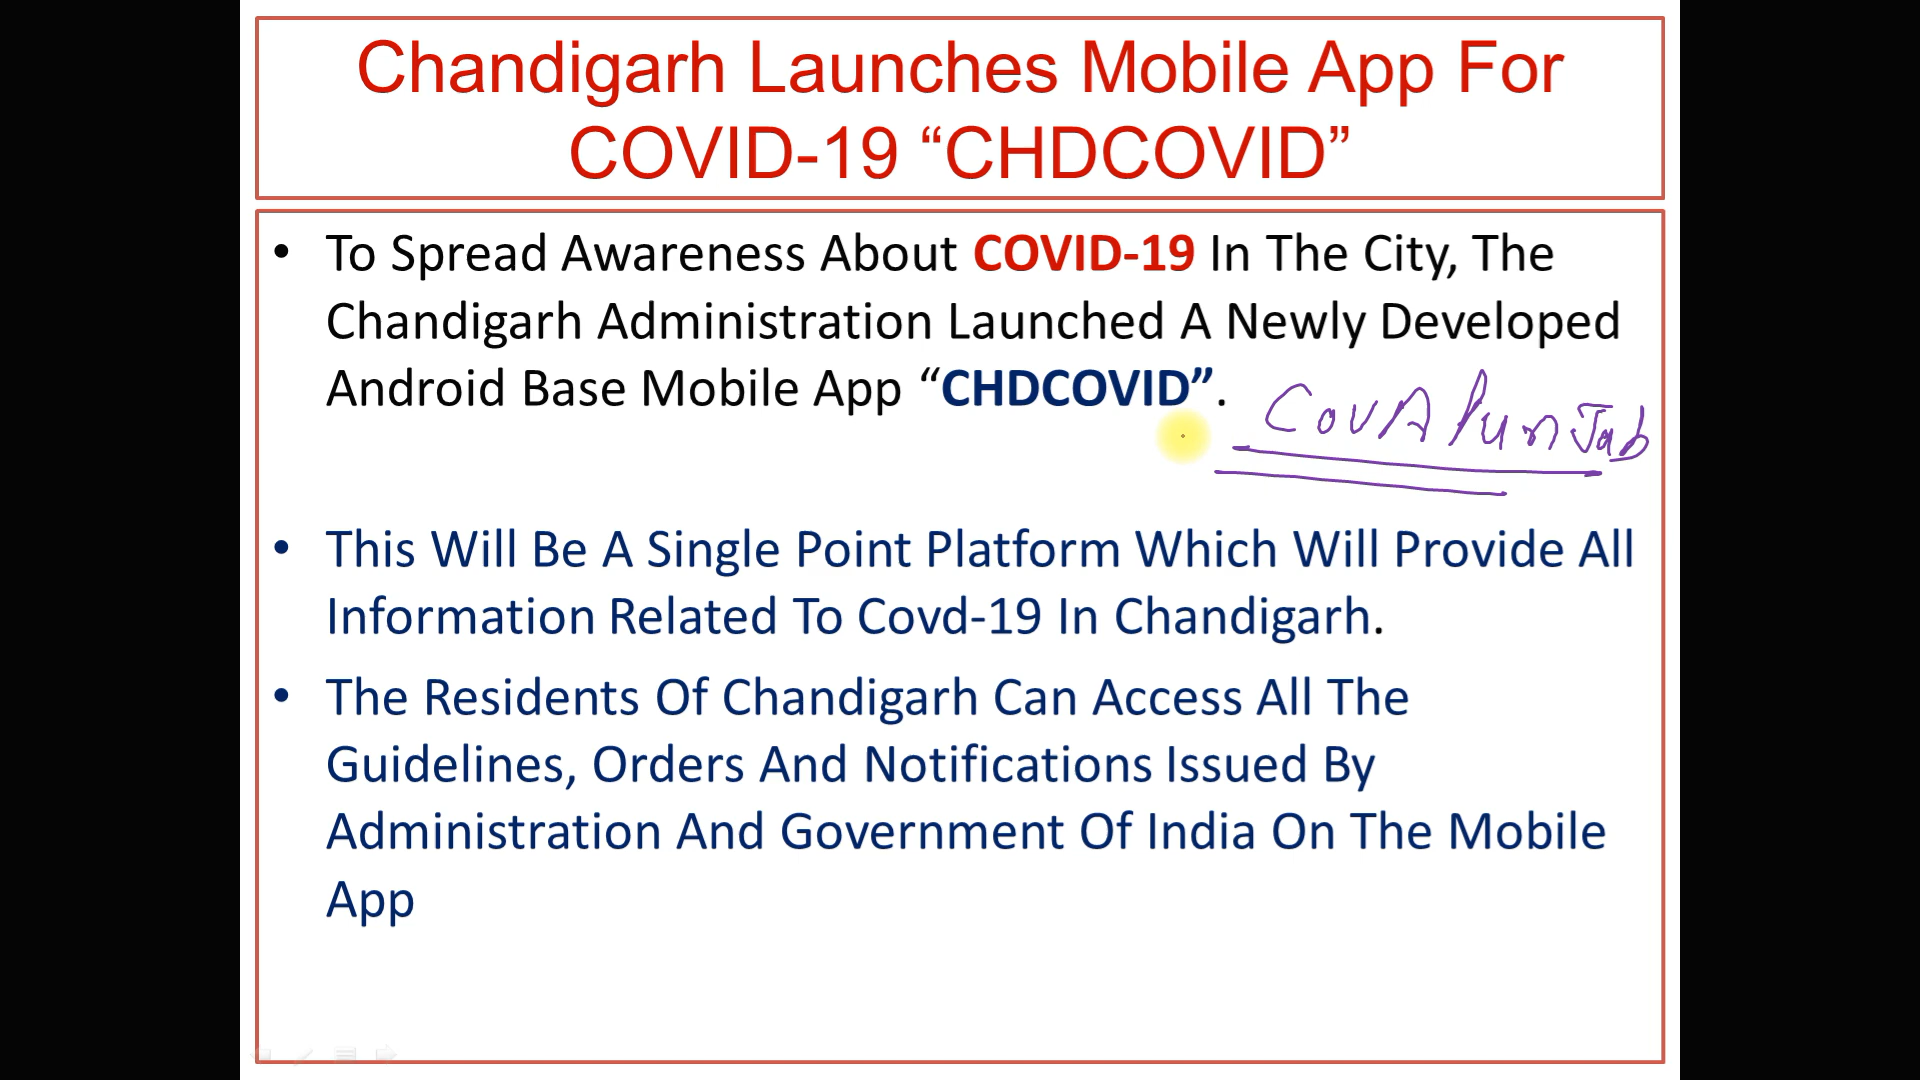 Chandigarh Launches Mobile App For
COVID-19 “CHDCOVID”
• To Spread Awareness About COVID-19 In The City, The
Chandigarh Administration Launched A Newly Developed
Android Base Mobile App “CHDCOVID”.
CovA PunJab
• This Will Be A Single Point Platform Which Will Provide All
Information Related To Covd-19 In Chandigarh.
• The Residents Of Chandigarh Can Access All The
Guidelines, Orders And Notifications Issued By
Administration And Government Of India On The Mobile
App